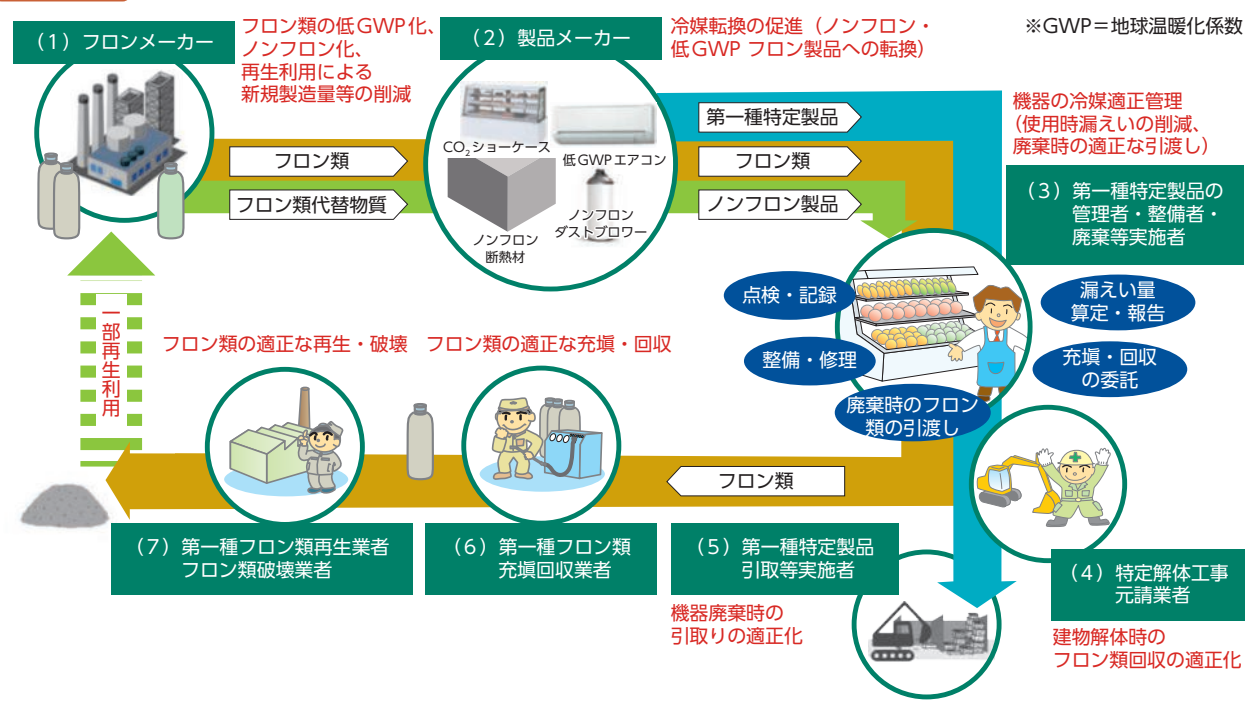 (1)フロンメーカー
フロン類の低GWP化、
ノンフロン化、
再生利用による
新規製造量等の削減
(2)製品メーカー
冷媒転換の促進(ノンフロン・
低GWP フロン製品への転換)
※GWP=地球温暖化係数
CO₂ショーケース
低GWPエアコン
ノンフロン
断熱材
ノンフロン
ダストブロワー
フロン類
フロン類代替物質
第一種特定製品
フロン類
ノンフロン製品
機器の冷媒適正管理
(使用時漏えいの削減、
廃棄時の適正な引渡し)
(3)第一種特定製品の
管理者・整備者・
廃棄等実施者
点検・記録
整備・修理
廃棄時のフロン
類の引渡し
漏えい量
算定・報告
充塡・回収
の委託
一部再生利用
フロン類の適正な再生・破壊
フロン類の適正な充塡・回収
フロン類
(7)第一種フロン類再生業者
フロン類破壊業者
(6)第一種フロン類
充塡回収業者
(5)第一種特定製品
引取等実施者
機器廃棄時の
引取りの適正化
(4)特定解体工事
元請業者
建物解体時の
フロン類回収の適正化